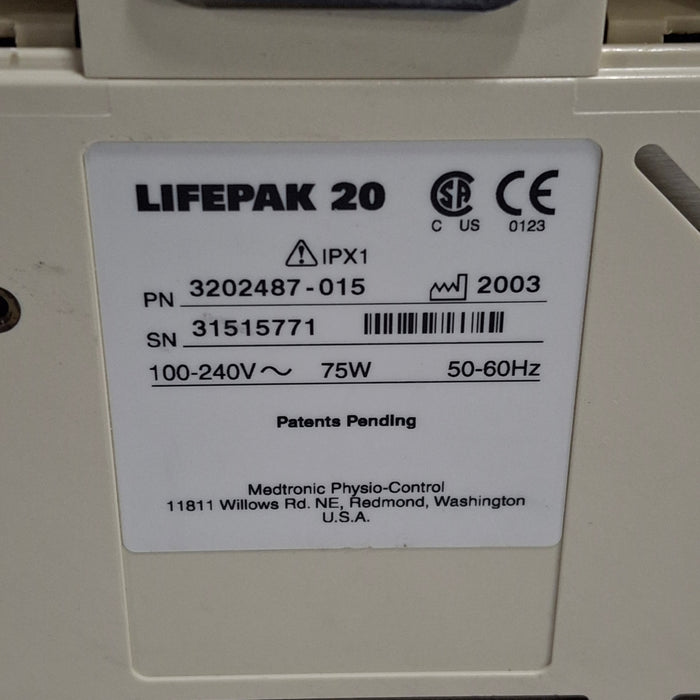 LIFEPAK 20
C US
CE
0123
IPX1
PN 3202487-015 2003
SN 31515771
100-240V~ 75W 50-60Hz
Patents Pending
Medtronic Physio-Control
11811 Willows Rd. NE, Redmond, Washington
U.S.A.